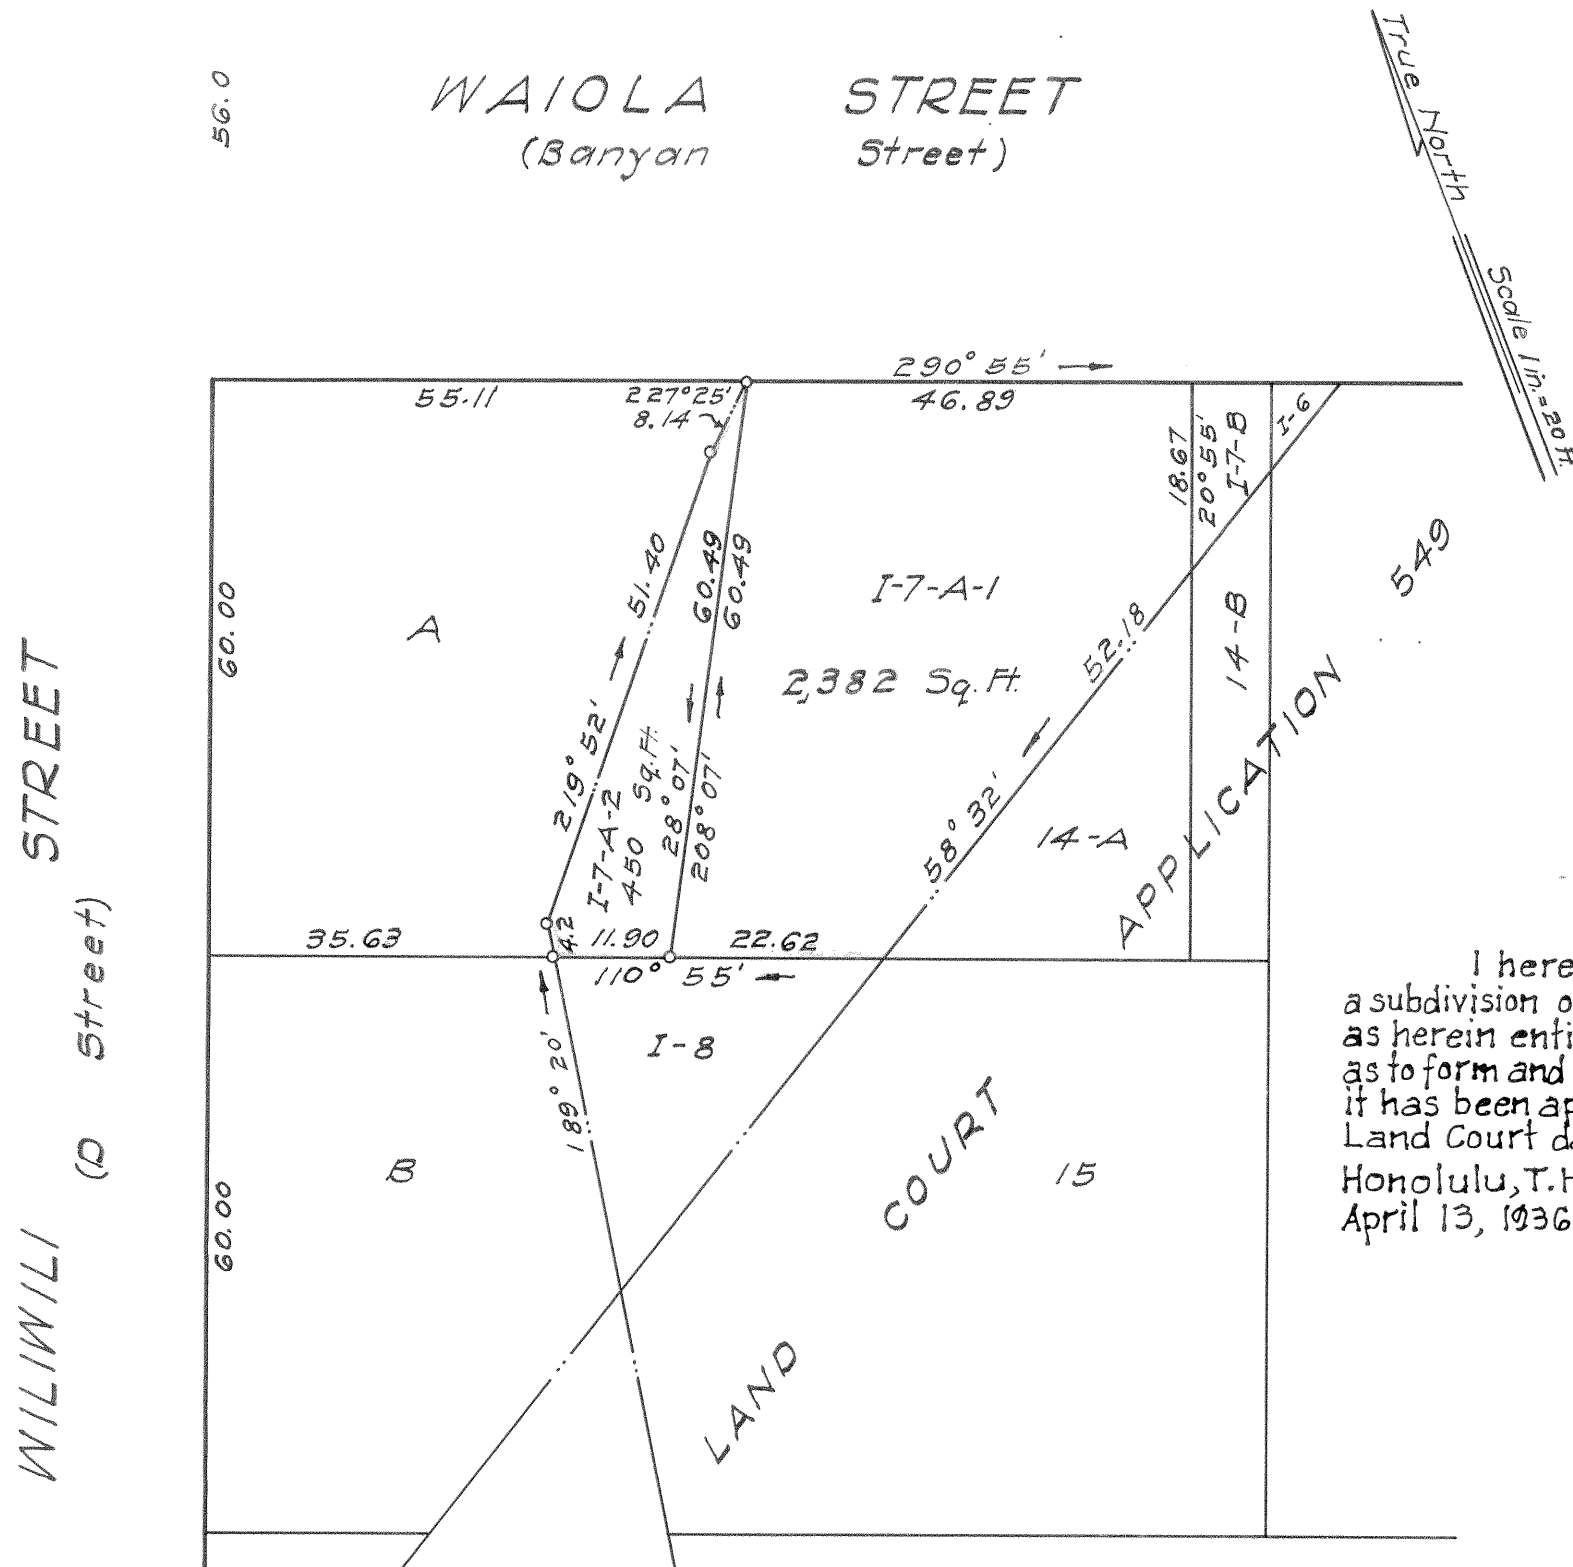 56.0
WAIOLA STREET
(Banyan Street)
True North
Scale 1 in.=20 ft.
290° 55'
55.11
227°25'
8.14
46.89
18.67
20° 55'
I-7-B
I-6
60.00
A
219° 52'
51.40
60.49
60.49
28° 07'
208° 07'
I-7-A-2
450 Sq.Ft.
I-7-A-1
2,382 Sq. Ft.
58° 32'
52.18
14-A
14-B
35.63
4.2
11.90
22.62
110° 55'
189° 20'
I-8
B
60.00
15
LAND COURT APPLICATION 549
WILIWILI STREET
(D Street)
I here
a subdivision o
as herein enti
as to form and
it has been ap
Land Court da
Honolulu, T.H
April 13, 1936